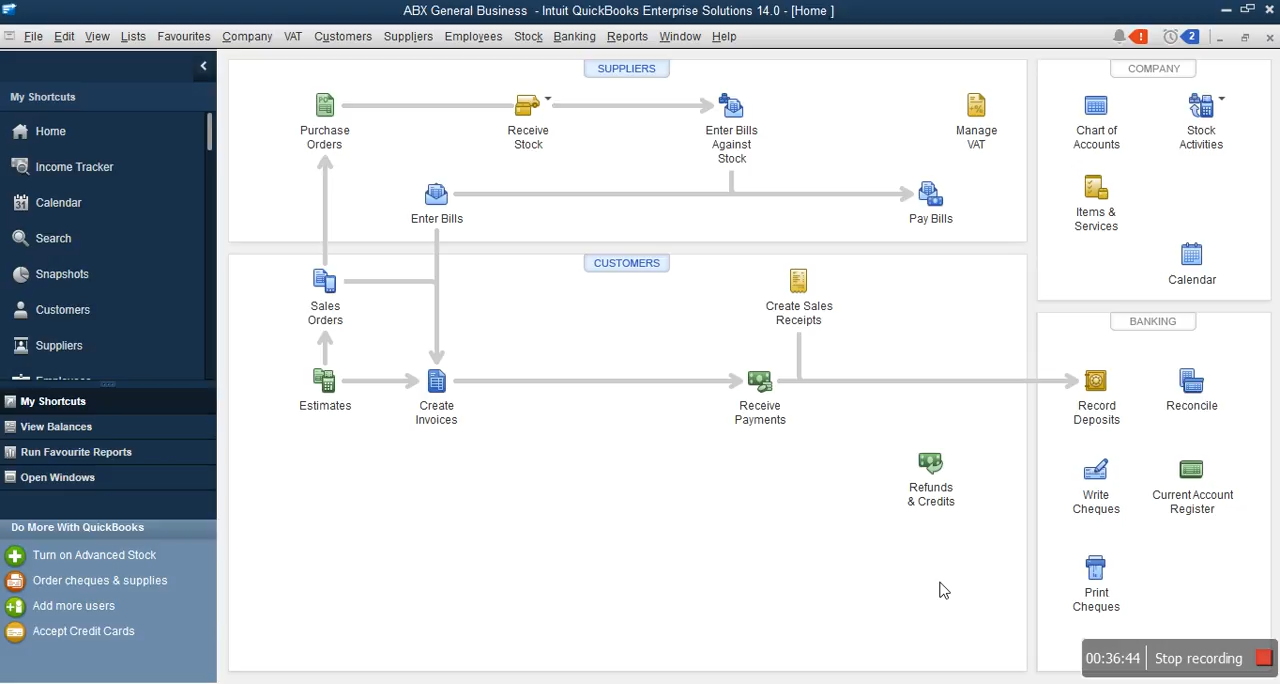 ABX General Business - Intuit QuickBooks Enterprise Solutions 14.0 - [Home ]
File Edit View Lists Favourites Company VAT Customers Suppliers Employees Stock Banking Reports Window Help
! 2
My Shortcuts
Home
Income Tracker
31 Calendar
Search
Snapshots
Customers
Suppliers
Employees
My Shortcuts
View Balances
Run Favourite Reports
Open Windows
Do More With QuickBooks
Turn on Advanced Stock
Order cheques & supplies
Add more users
Accept Credit Cards
SUPPLIERS
Purchase
Orders
Receive
Stock
Enter Bills
Against
Stock
Manage
VAT
Enter Bills
Pay Bills
CUSTOMERS
Sales
Orders
Create Sales
Receipts
Estimates
Create
Invoices
Receive
Payments
Refunds
& Credits
COMPANY
Chart of
Accounts
Stock
Activities
Items &
Services
Calendar
BANKING
Record
Deposits
Reconcile
Write
Cheques
Current Account
Register
Print
Cheques
00:36:44 Stop recording